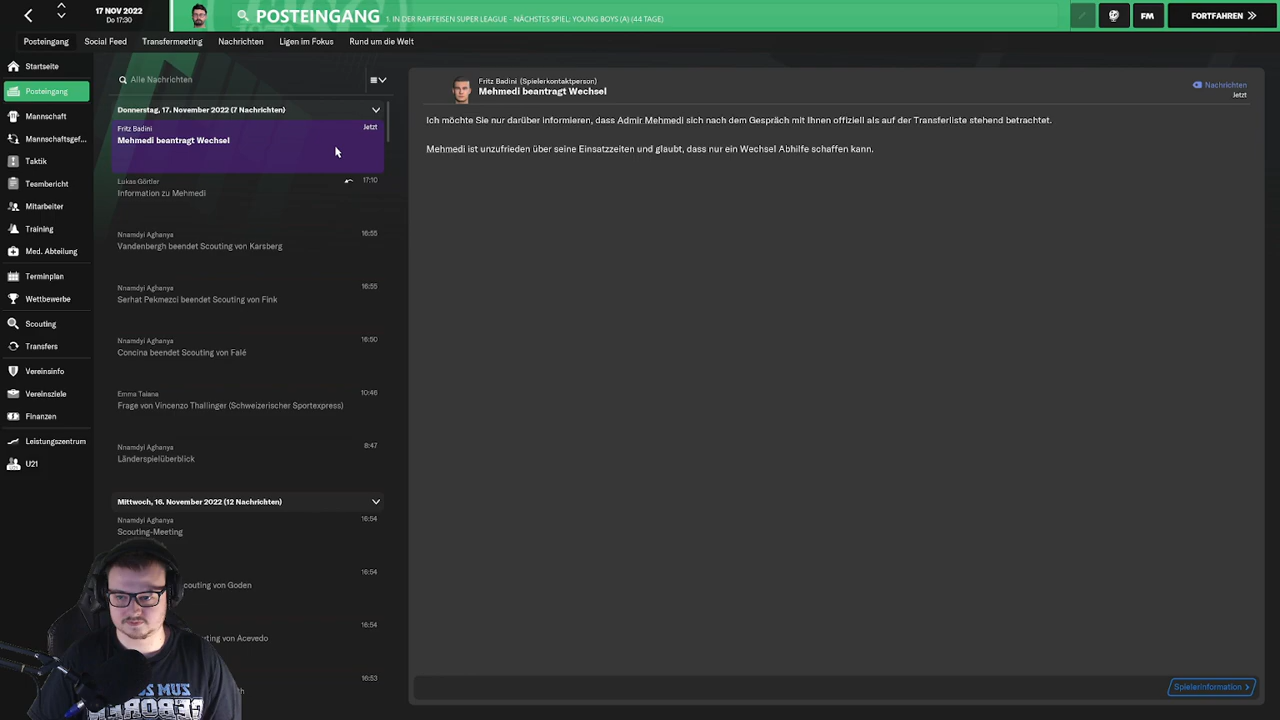 17 NOV 2022
Do 17:30
POSTEINGANG
1. IN DER RAIFFEISEN SUPER LEAGUE - NÄCHSTES SPIEL: YOUNG BOYS (A) (44 TAGE)
FM
FORTFAHREN
Posteingang
Social Feed
Transfermeeting
Nachrichten
Ligen im Fokus
Rund um die Welt
Startseite
Posteingang
Mannschaft
Mannschaftsgef...
Taktik
Teambericht
Mitarbeiter
Training
Med. Abteilung
Terminplan
Wettbewerbe
Scouting
Transfers
Vereinsinfo
Vereinsziele
Finanzen
Leistungszentrum
U21
Alle Nachrichten
Donnerstag, 17. November 2022 (7 Nachrichten)
Fritz Badini
Jetzt
Mehmedi beantragt Wechsel
Lukas Görtler
17:10
Information zu Mehmedi
Nnamdyi Aghanya
16:55
Vandenbergh beendet Scouting von Karsberg
Nnamdyi Aghanya
16:55
Serhat Pekmezci beendet Scouting von Fink
Nnamdyi Aghanya
16:50
Concina beendet Scouting von Falé
Emma Taiana
10:46
Frage von Vincenzo Thallinger (Schweizerischer Sportexpress)
Nnamdyi Aghanya
8:47
Länderspielüberblick
Mittwoch, 16. November 2022 (12 Nachrichten)
Nnamdyi Aghanya
16:54
Scouting-Meeting
16:54
couting von Goden
16:54
ting von Acevedo
16:53
Fritz Badini (Spielerkontaktperson)
Mehmedi beantragt Wechsel
Nachrichten
Jetzt
Ich möchte Sie nur darüber informieren, dass Admir Mehmedi sich nach dem Gespräch mit Ihnen offiziell als auf der Transferliste stehend betrachtet.
Mehmedi ist unzufrieden über seine Einsatzzeiten und glaubt, dass nur ein Wechsel Abhilfe schaffen kann.
Spielerinformation
ZUM ZO
GEBOREN